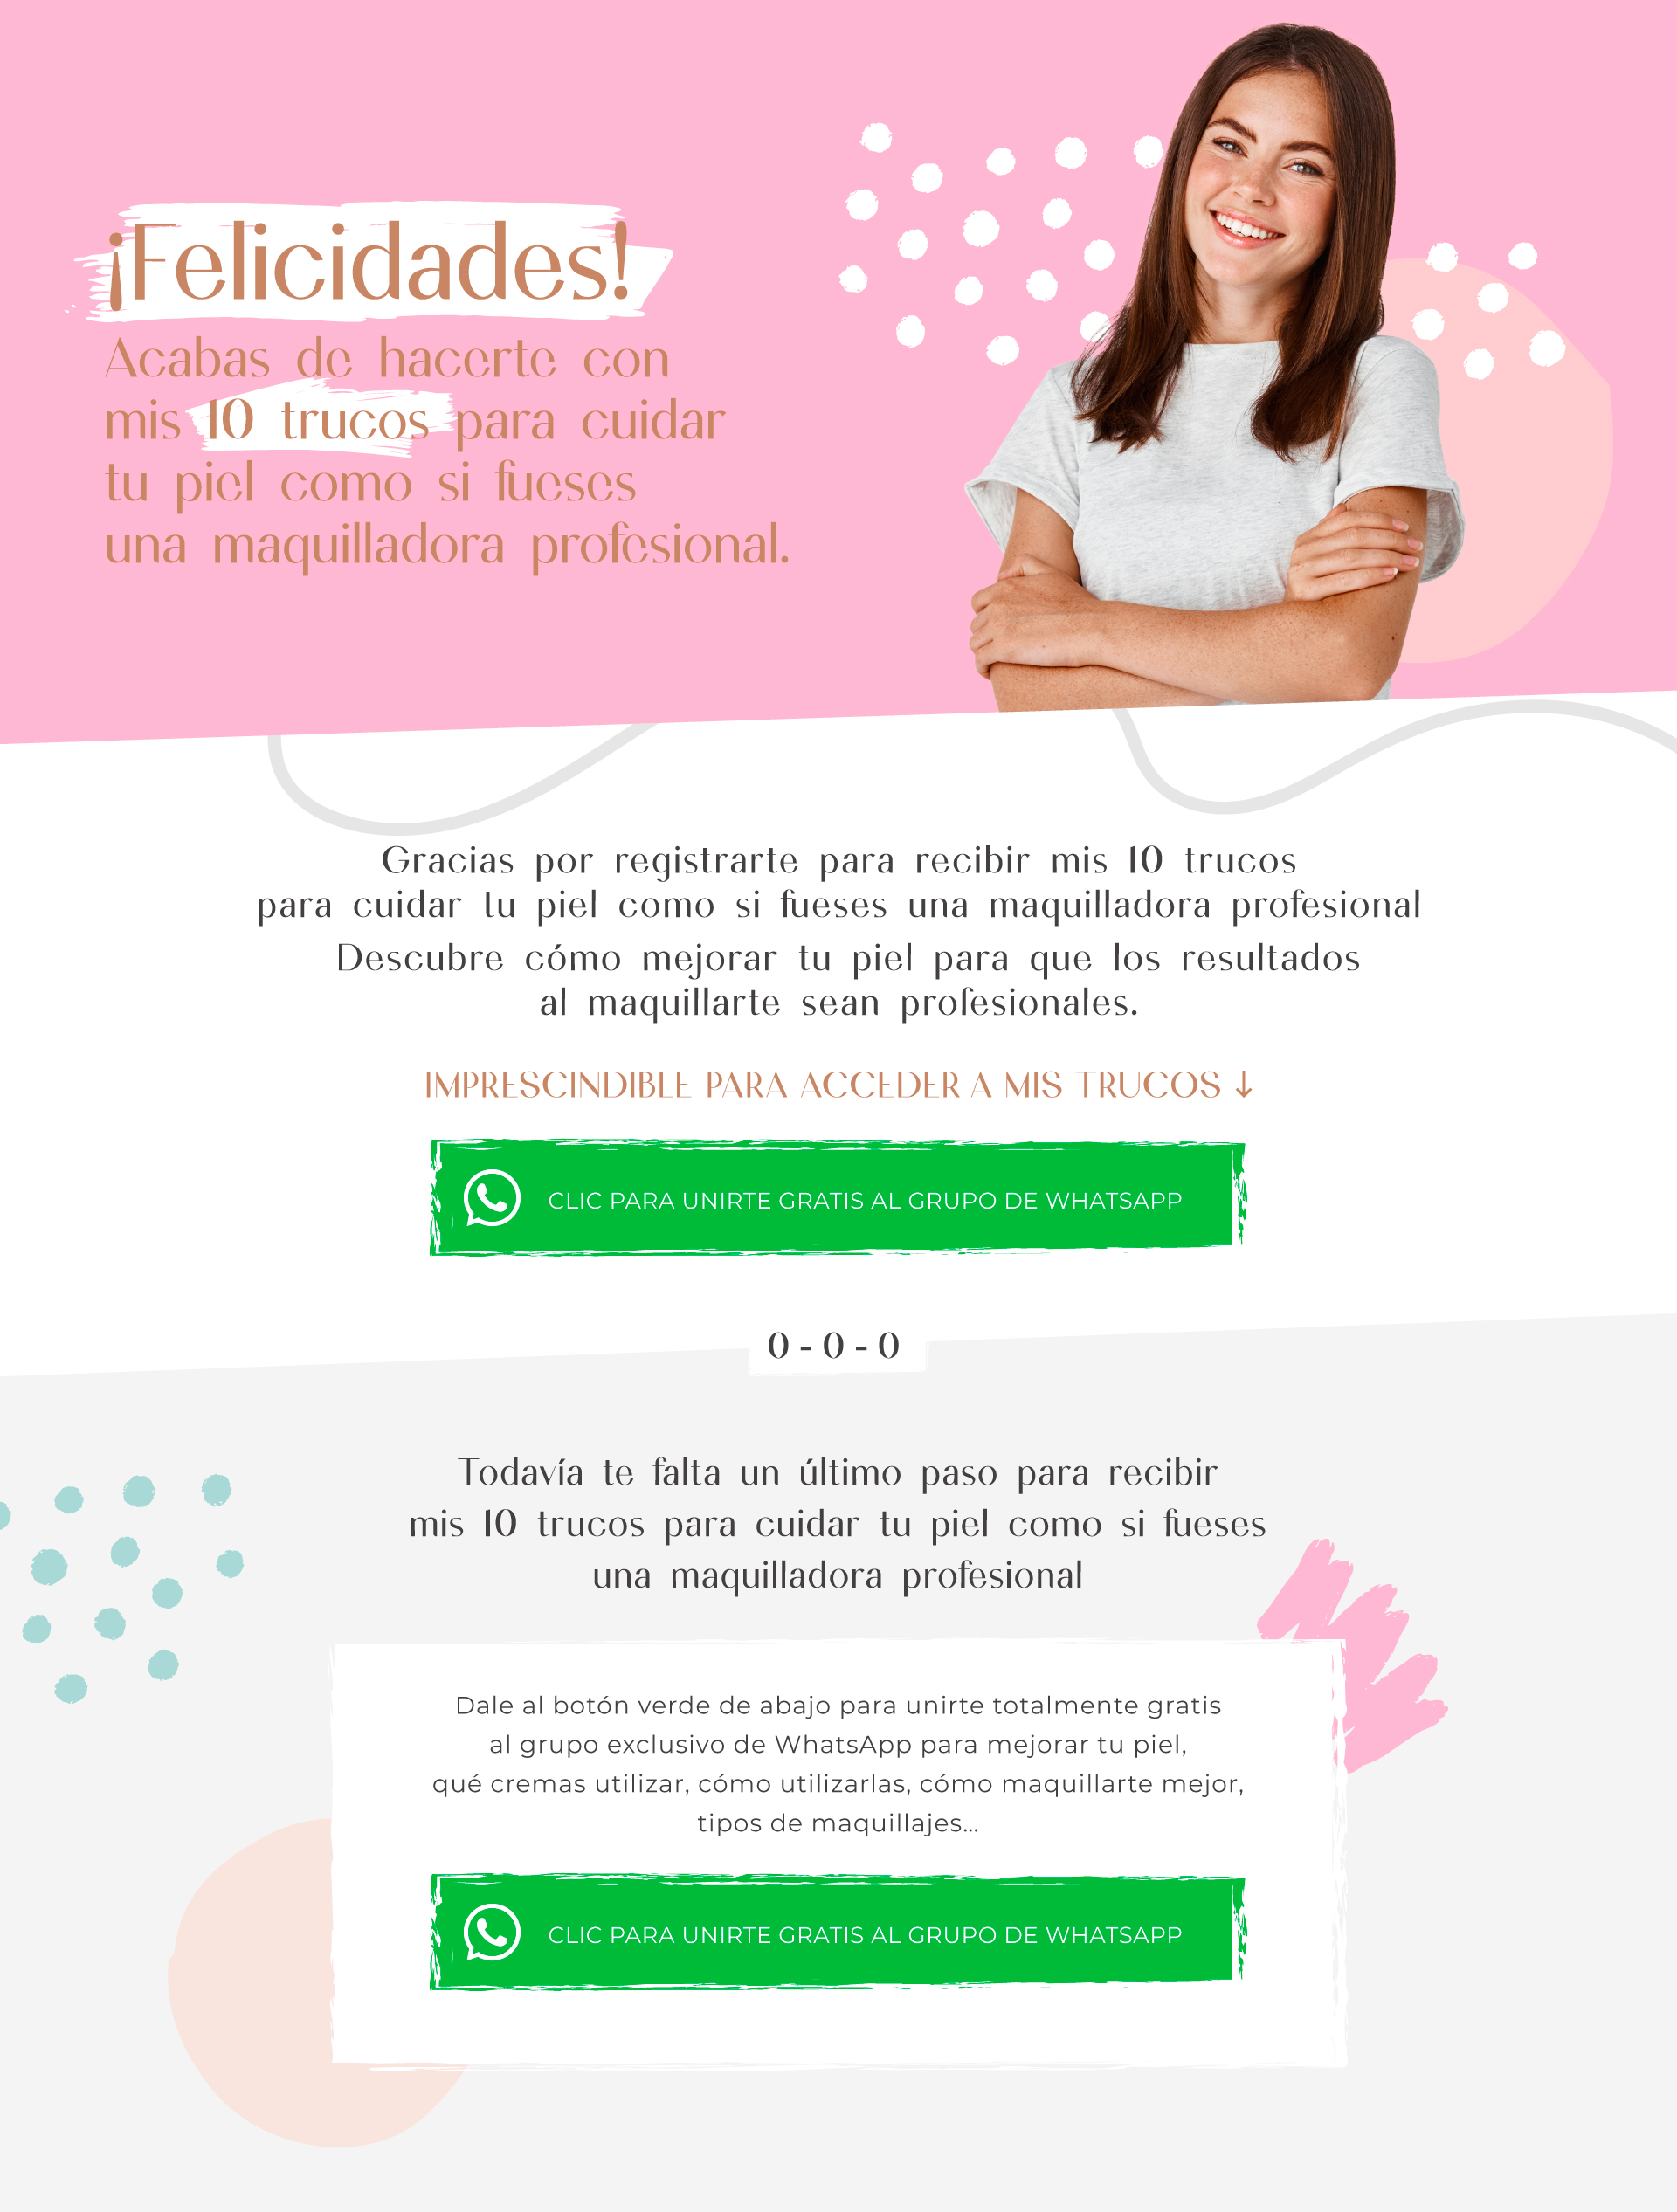 ¡Felicidades!
Acabas de hacerte con
mis 10 trucos para cuidar
tu piel como si fueses
una maquilladora profesional.
Gracias por registrarte para recibir mis 10 trucos
para cuidar tu piel como si fueses una maquilladora profesional
Descubre cómo mejorar tu piel para que los resultados
al maquillarte sean profesionales.
IMPRESCINDIBLE PARA ACCEDER A MIS TRUCOS ↓
CLIC PARA UNIRTE GRATIS AL GRUPO DE WHATSAPP
0 - 0 - 0
Todavía te falta un último paso para recibir
mis 10 trucos para cuidar tu piel como si fueses
una maquilladora profesional
Dale al botón verde de abajo para unirte totalmente gratis
al grupo exclusivo de WhatsApp para mejorar tu piel,
qué cremas utilizar, cómo utilizarlas, cómo maquillarte mejor,
tipos de maquillajes...
CLIC PARA UNIRTE GRATIS AL GRUPO DE WHATSAPP